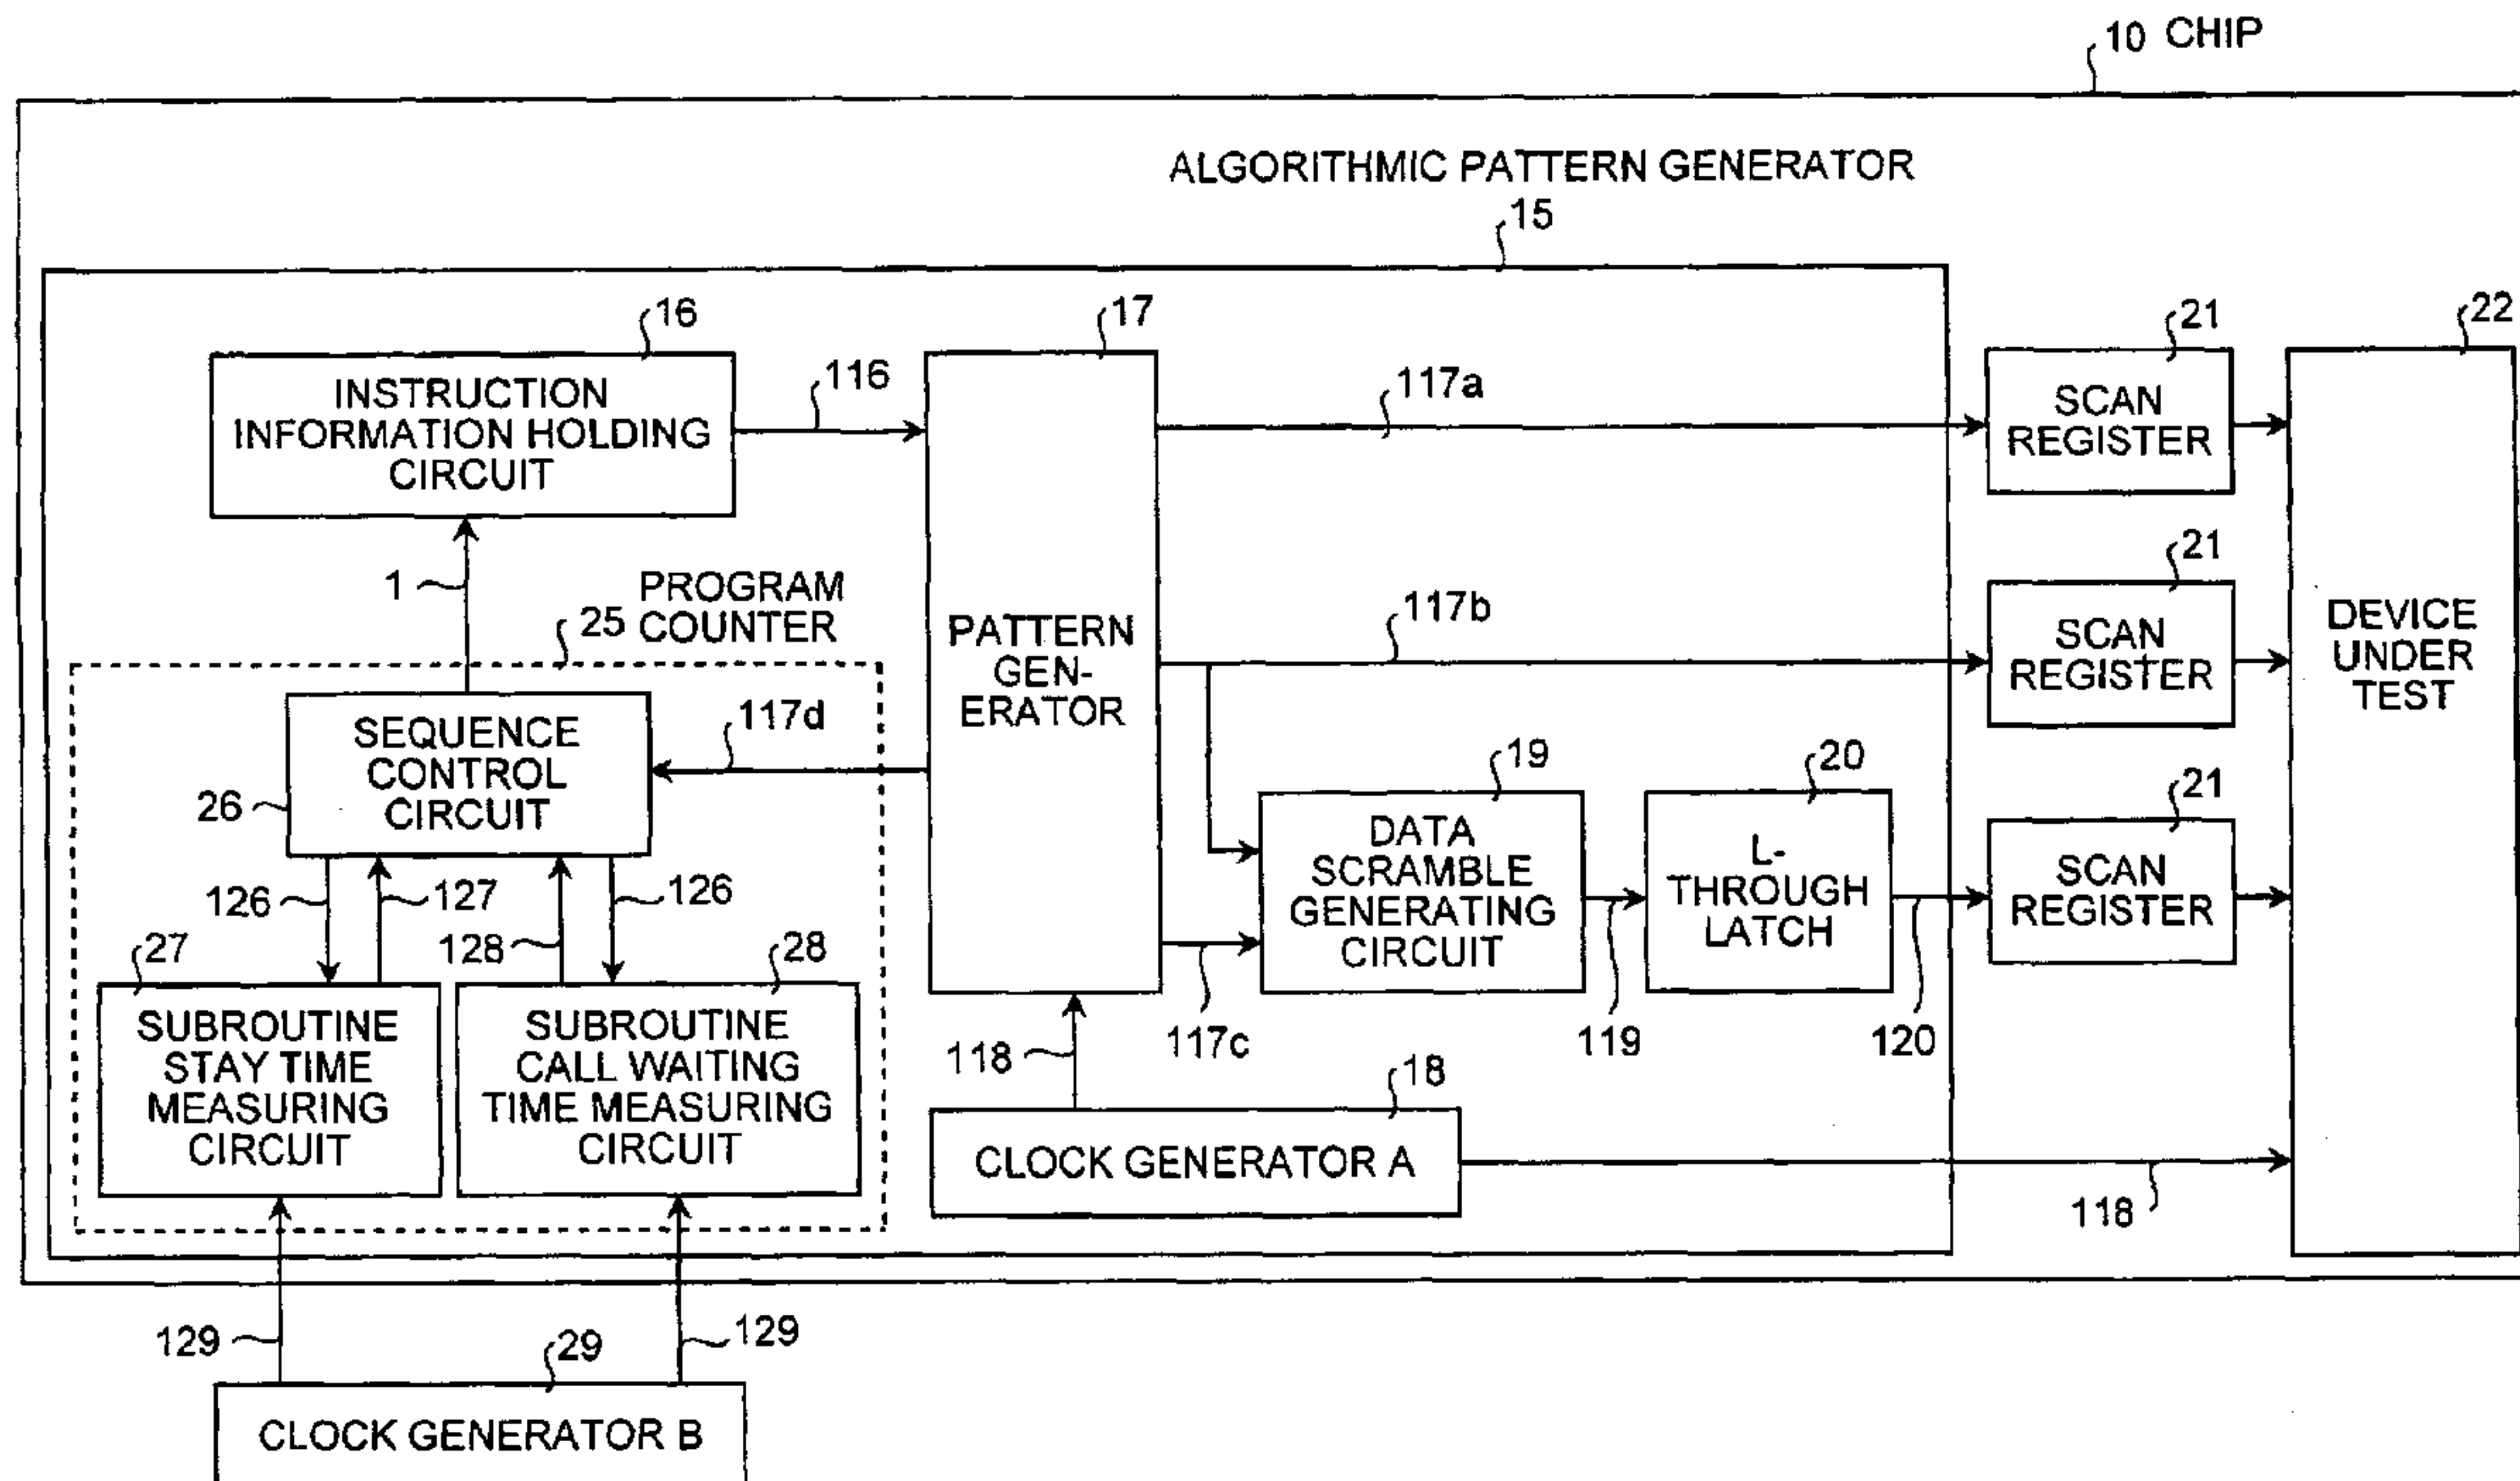 10 CHIP
ALGORITHMIC PATTERN GENERATOR
15
16
INSTRUCTION
INFORMATION HOLDING
CIRCUIT
116
17
PATTERN
GEN-
ERATOR
117a
21
SCAN
REGISTER
22
DEVICE
UNDER
TEST
1
25
PROGRAM
COUNTER
117b
21
SCAN
REGISTER
SEQUENCE
CONTROL
CIRCUIT
26
117d
19
DATA
SCRAMBLE
GENERATING
CIRCUIT
20
L-
THROUGH
LATCH
21
SCAN
REGISTER
126
127
128
126
117c
119
120
27
SUBROUTINE
STAY TIME
MEASURING
CIRCUIT
28
SUBROUTINE
CALL WAITING
TIME MEASURING
CIRCUIT
118
18
CLOCK GENERATOR A
118
129
129
29
CLOCK GENERATOR B